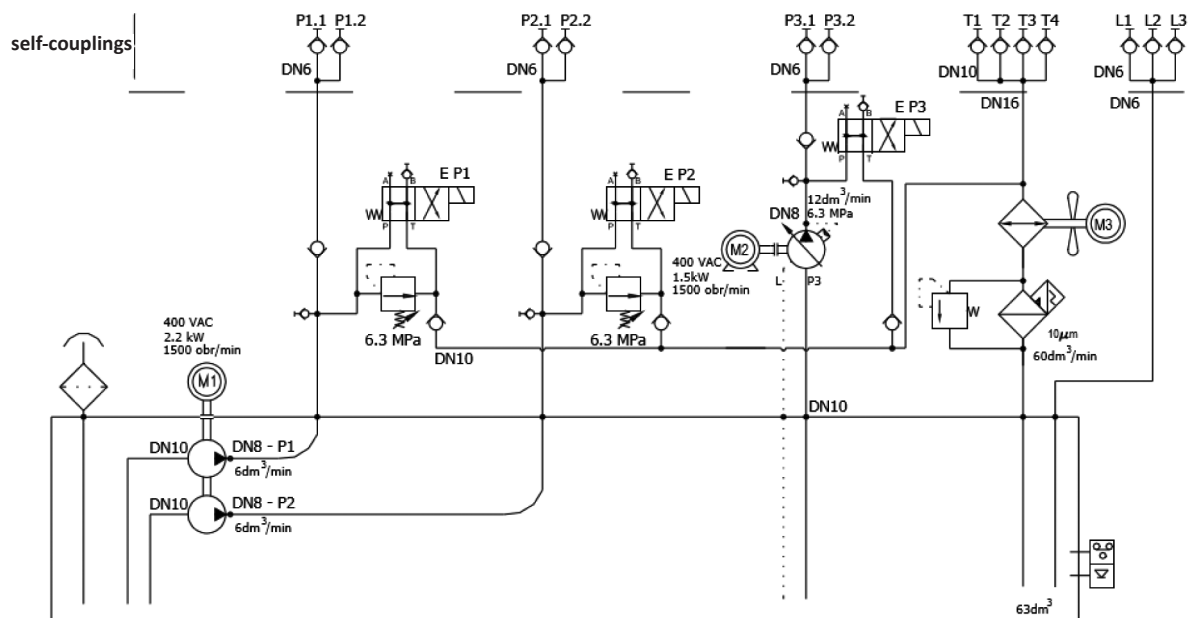 P1.1 P1.2
P2.1 P2.2
P3.1 P3.2
T1 T2 T3 T4
L1 L2 L3
self-couplings
DN6
DN6
DN6
DN10
DN6
DN16
DN6
A B
E P3
P T
A B
E P1
P T
A B
E P2
P T
12dm³/min
6.3 MPa
DN8
M2
M3
400 VAC
1.5kW
1500 obr/min
L P3
W
6.3 MPa
6.3 MPa
10µm
60dm³/min
400 VAC
2.2 kW
1500 obr/min
DN10
M1
DN10
DN10
DN8 - P1
6dm³/min
DN10
DN8 - P2
6dm³/min
63dm³